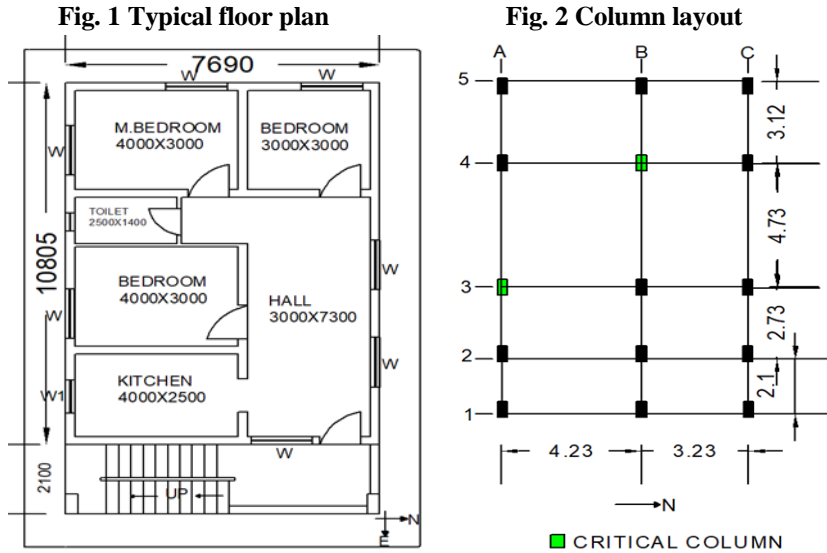 Fig. 1 Typical floor plan
7690
W
W
M.BEDROOM
4000X3000
BEDROOM
3000X3000
W
TOILET
2500X1400
10805
BEDROOM
4000X3000
HALL
3000X7300
W
W
W
KITCHEN
4000X2500
W1
W
2100
UP
N
E
Fig. 2 Column layout
A
B
C
5
3.12
4
4.73
3
2.73
2
2.1
1
4.23
3.23
N
CRITICAL COLUMN